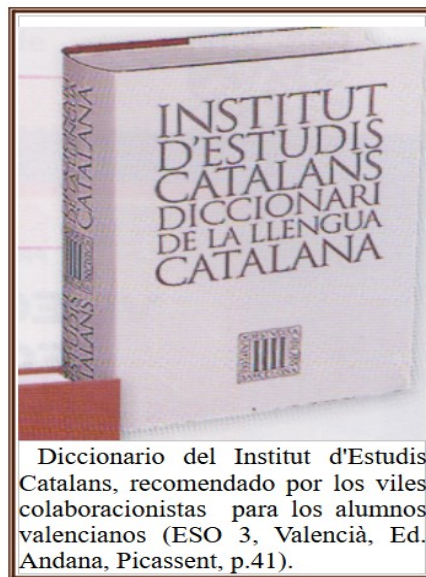 INSTITUT
D'ESTUDIS
CATALANS
DICCIONARI
DE LA LLENGUA
CATALANA
Diccionario del Institut d'Estudis
Catalans, recomendado por los viles
colaboracionistas para los alumnos
valencianos (ESO 3, Valencià, Ed.
Andana, Picassent, p.41).